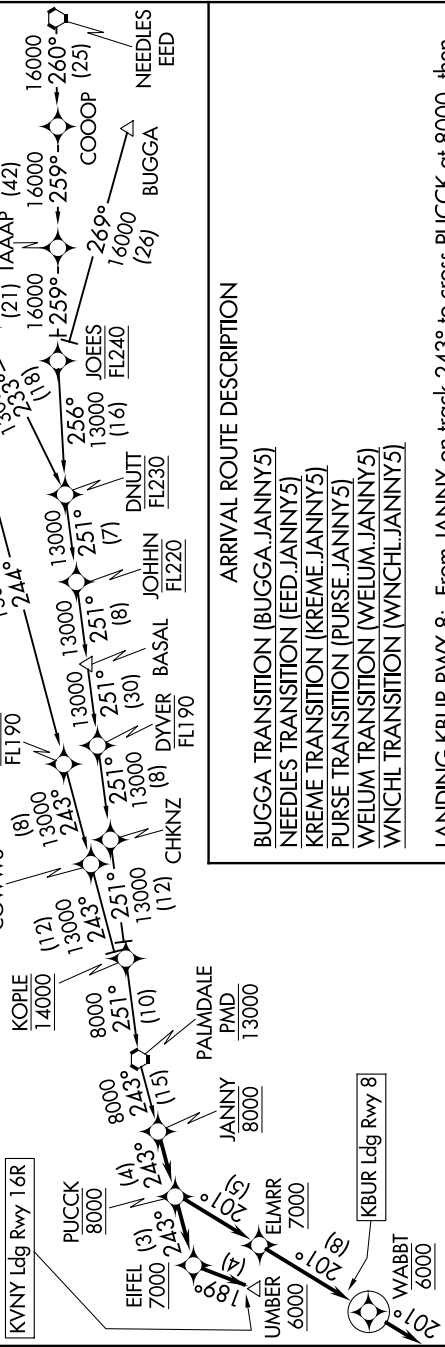 NEEDLES
EED
16000
260°
(25)
COOOP
16000
259°
(42)
TAAAP
(21)
16000
259°
BUGGA
269°
16000
(26)
JOEES
FL240
(18)
256°
13000
(16)
DNUTT
FL230
13000
251°
(7)
JOHHN
FL220
13000
251°
(8)
BASAL
13000
251°
(30)
DYVER
FL190
251°
13000
(8)
CHKNZ
251°
13000
(12)
244°
FL190
(8)
13000
243°
(12)
13000
243°
KOPLE
14000
8000
251°
(10)
PALMDALE
PMD
13000
8000
243°
(15)
JANNY
8000
(4)
243°
PUCCK
8000
(3)
243°
EIFEL
7000
(4)
189°
UMBER
6000
KVNY Ldg Rwy 16R
201°
(5)
ELMRR
7000
201°
(8)
KBUR Ldg Rwy 8
WABBT
6000
201°
ARRIVAL ROUTE DESCRIPTION
BUGGA TRANSITION (BUGGA.JANNY5)
NEEDLES TRANSITION (EED.JANNY5)
KREME TRANSITION (KREME.JANNY5)
PURSE TRANSITION (PURSE.JANNY5)
WELUM TRANSITION (WELUM.JANNY5)
WNCHL TRANSITION (WNCHL.JANNY5)
LANDING KBUR RWY 8: From JANNY on track 243° to cross PUCCK at 8000, then